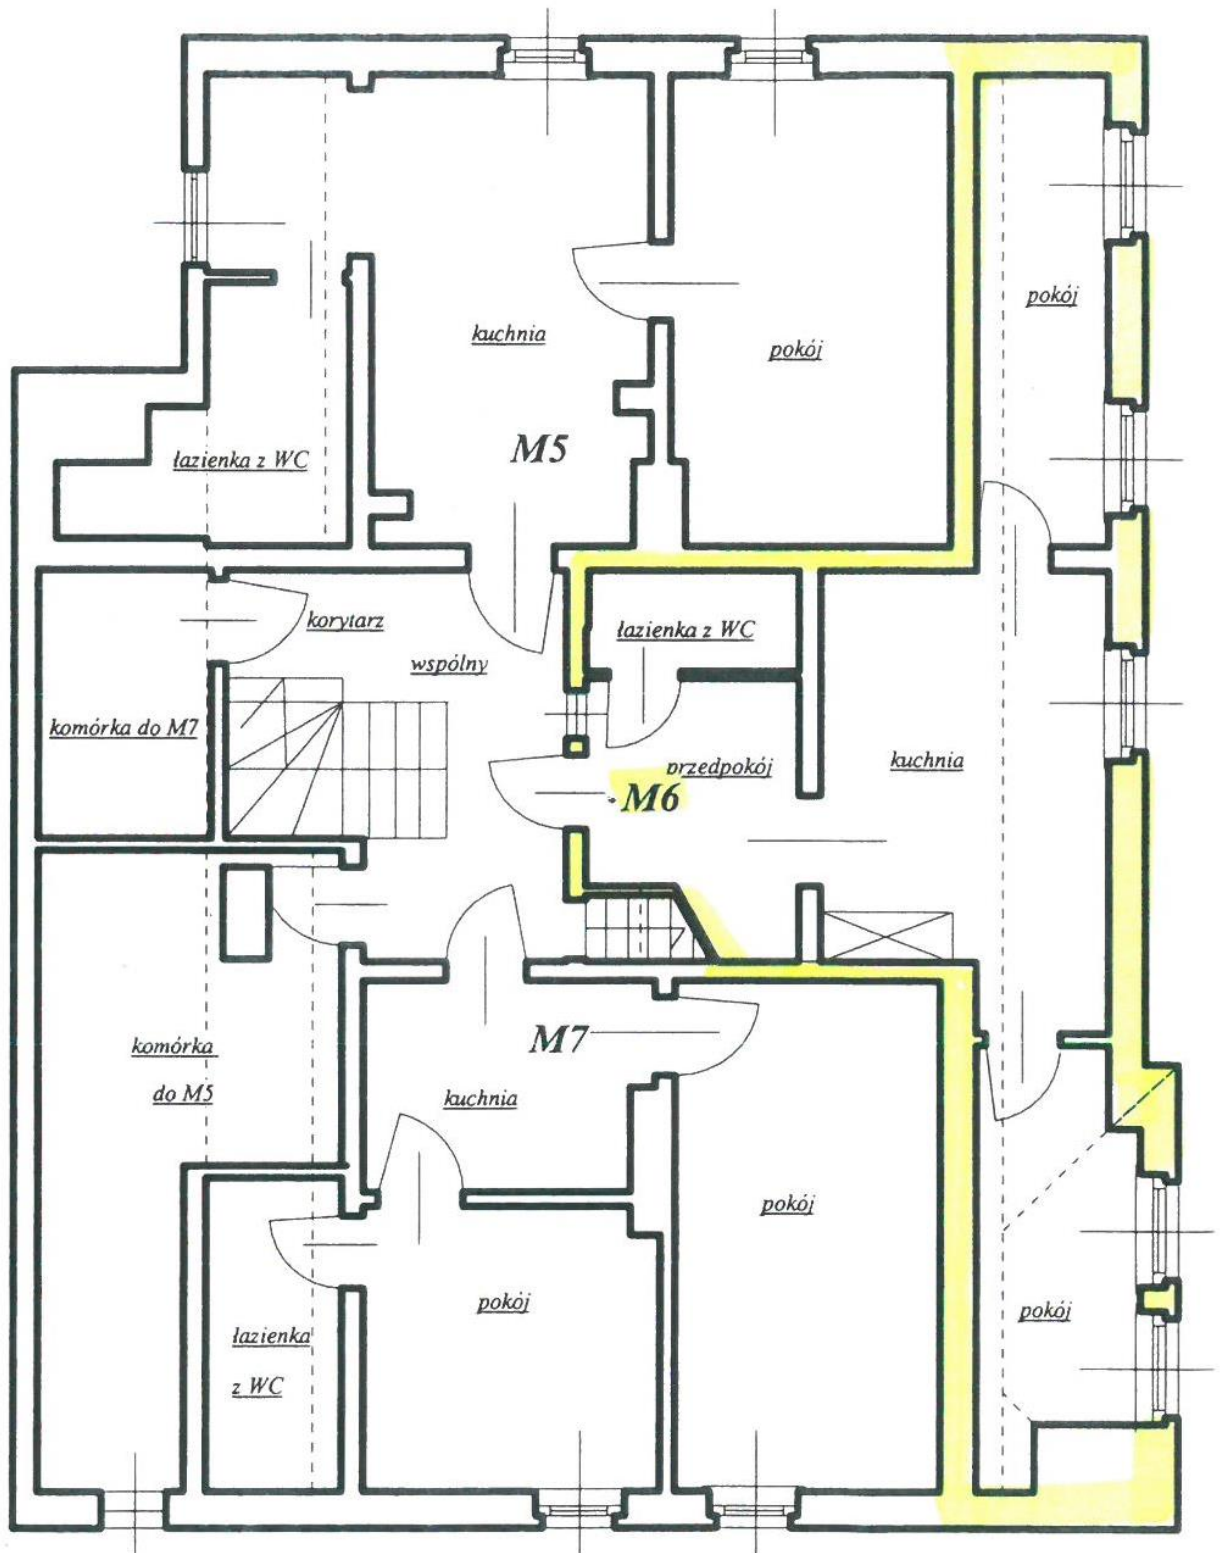 pokój
kuchnia
pokój
M5
łazienka z WC
korytarz
wspólny
łazienka z WC
komórka do M7
kuchnia
przedpokój
M6
komórka
do M5
M7
kuchnia
pokój
pokój
pokój
łazienka
z WC